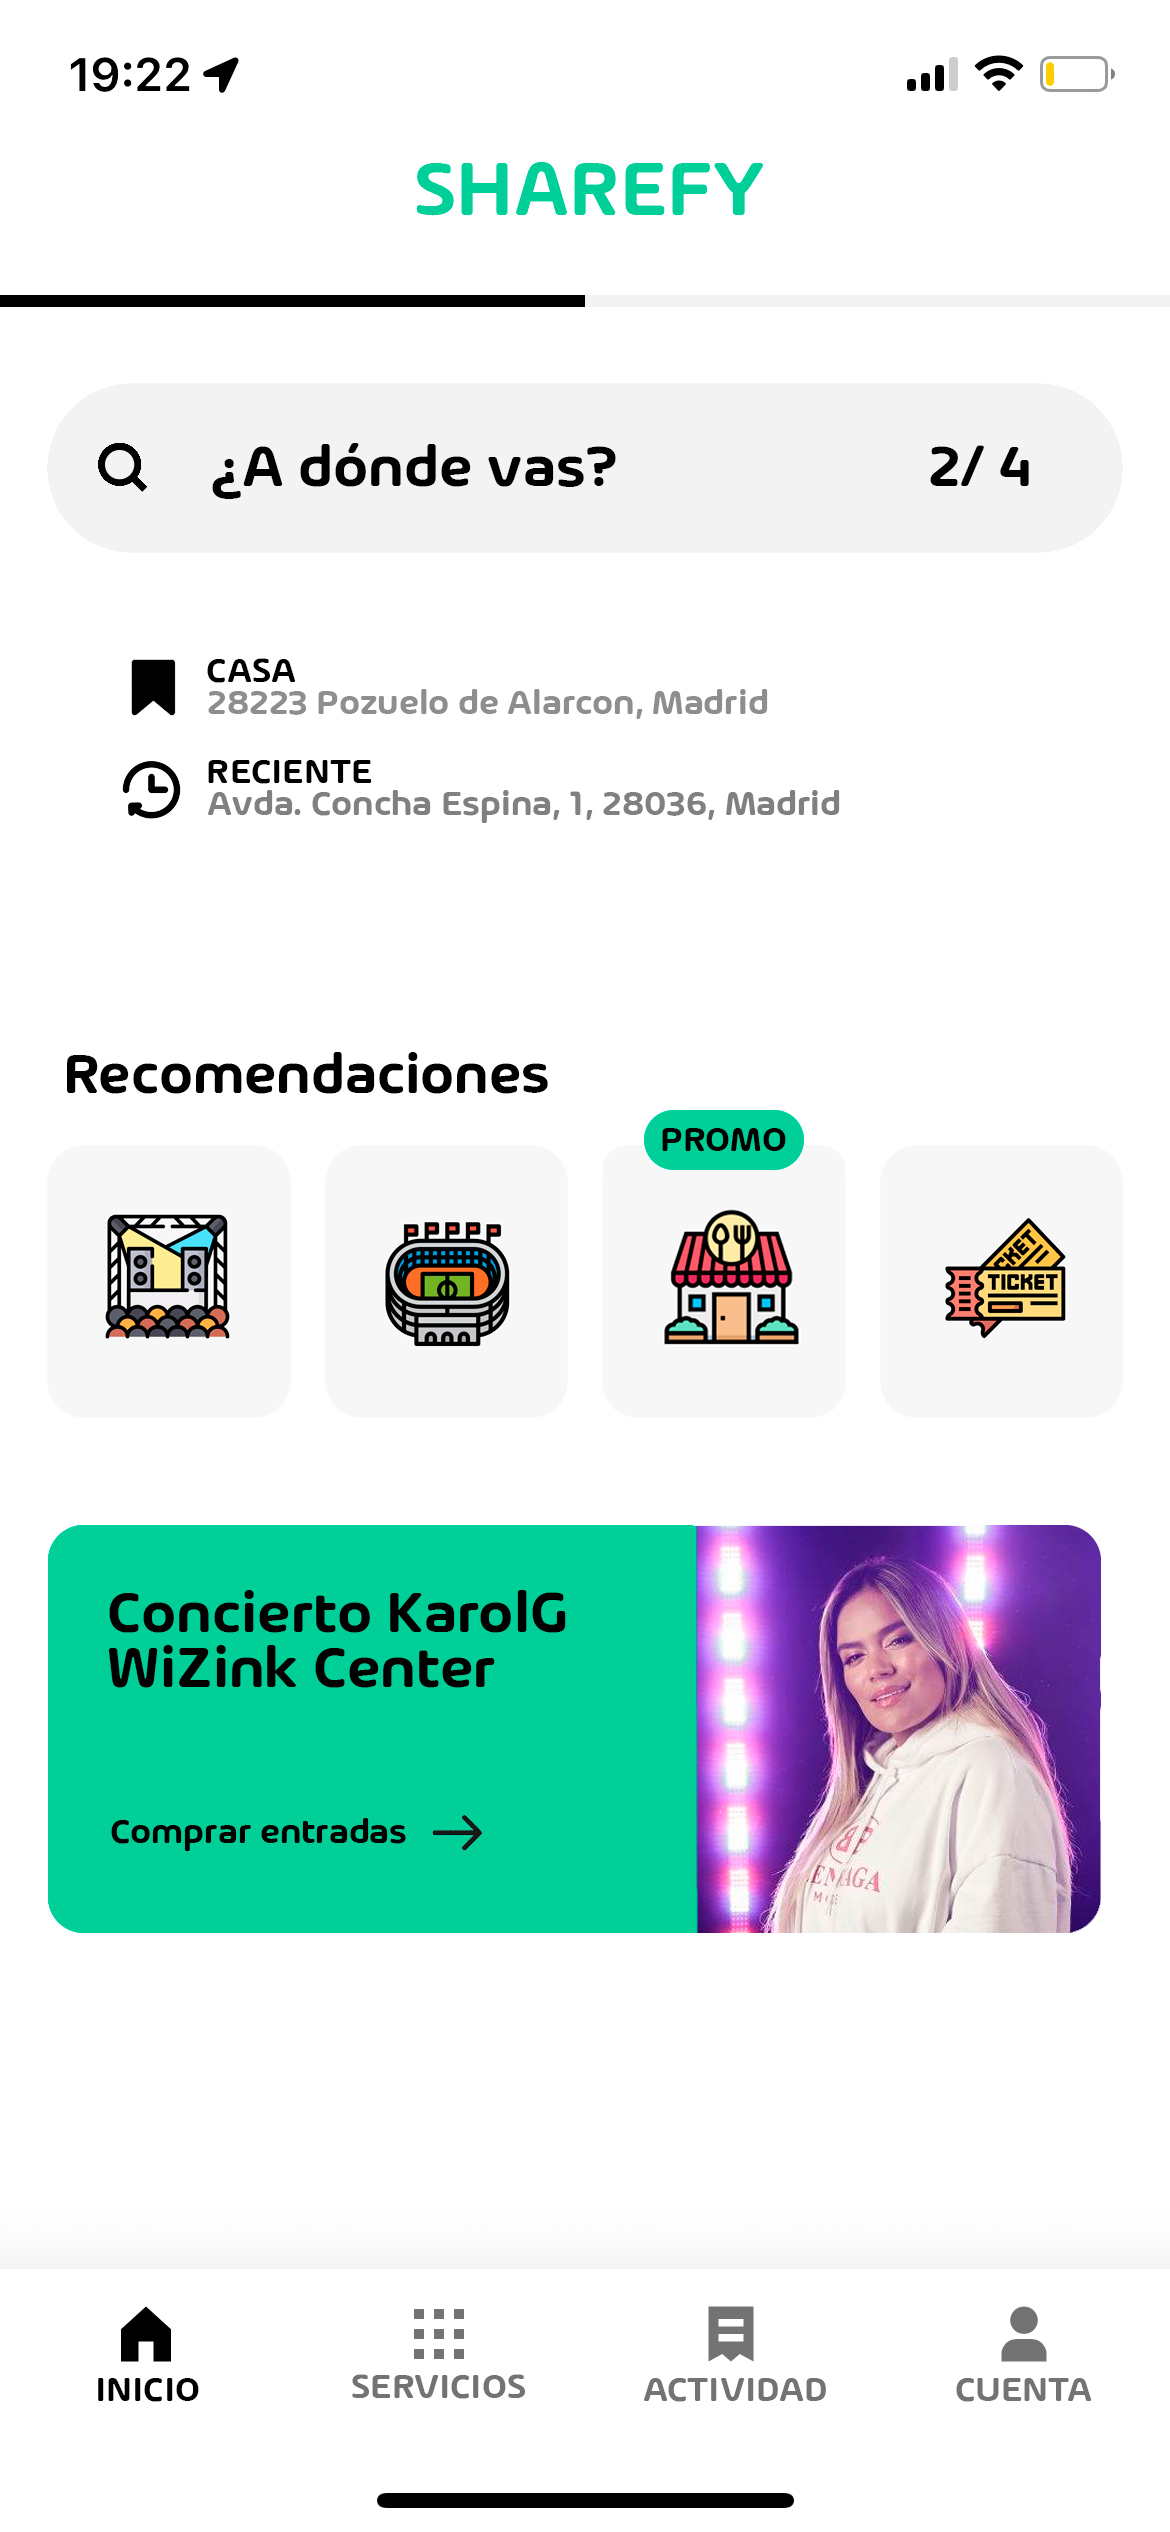 19:22
SHAREFY
¿A dónde vas? 2/ 4
CASA
28223 Pozuelo de Alarcon, Madrid
RECIENTE
Avda. Concha Espina, 1, 28036, Madrid
Recomendaciones
PROMO
TICKET
Concierto KarolG
WiZink Center
Comprar entradas
INICIO
SERVICIOS
ACTIVIDAD
CUENTA